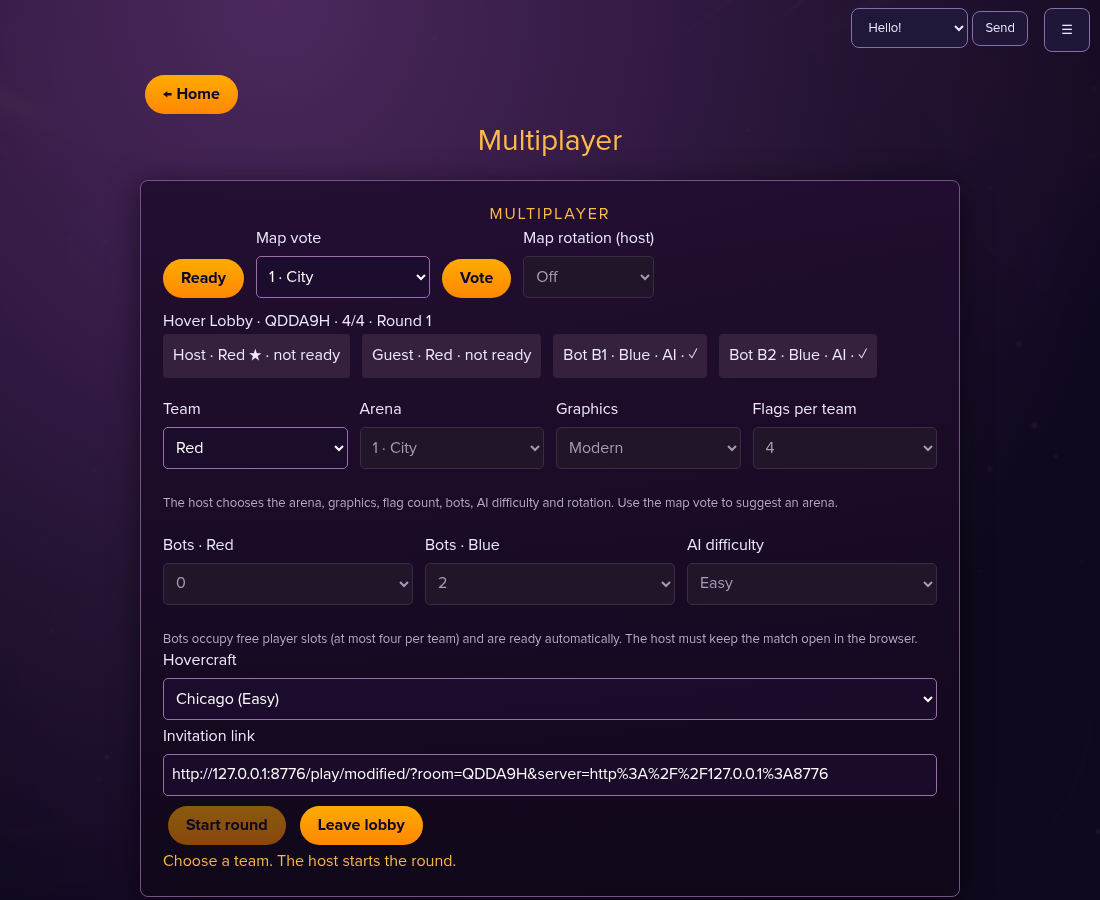 Hello! Send ☰
← Home
Multiplayer
MULTIPLAYER
Map vote Map rotation (host)
Ready 1 · City Vote Off
Hover Lobby · QDDA9H · 4/4 · Round 1
Host · Red ★ · not ready Guest · Red · not ready Bot B1 · Blue · AI · ✓ Bot B2 · Blue · AI · ✓
Team Arena Graphics Flags per team
Red 1 · City Modern 4
The host chooses the arena, graphics, flag count, bots, AI difficulty and rotation. Use the map vote to suggest an arena.
Bots · Red Bots · Blue AI difficulty
0 2 Easy
Bots occupy free player slots (at most four per team) and are ready automatically. The host must keep the match open in the browser.
Hovercraft
Chicago (Easy)
Invitation link
http://127.0.0.1:8776/play/modified/?room=QDDA9H&server=http%3A%2F%2F127.0.0.1%3A8776
Start round Leave lobby
Choose a team. The host starts the round.